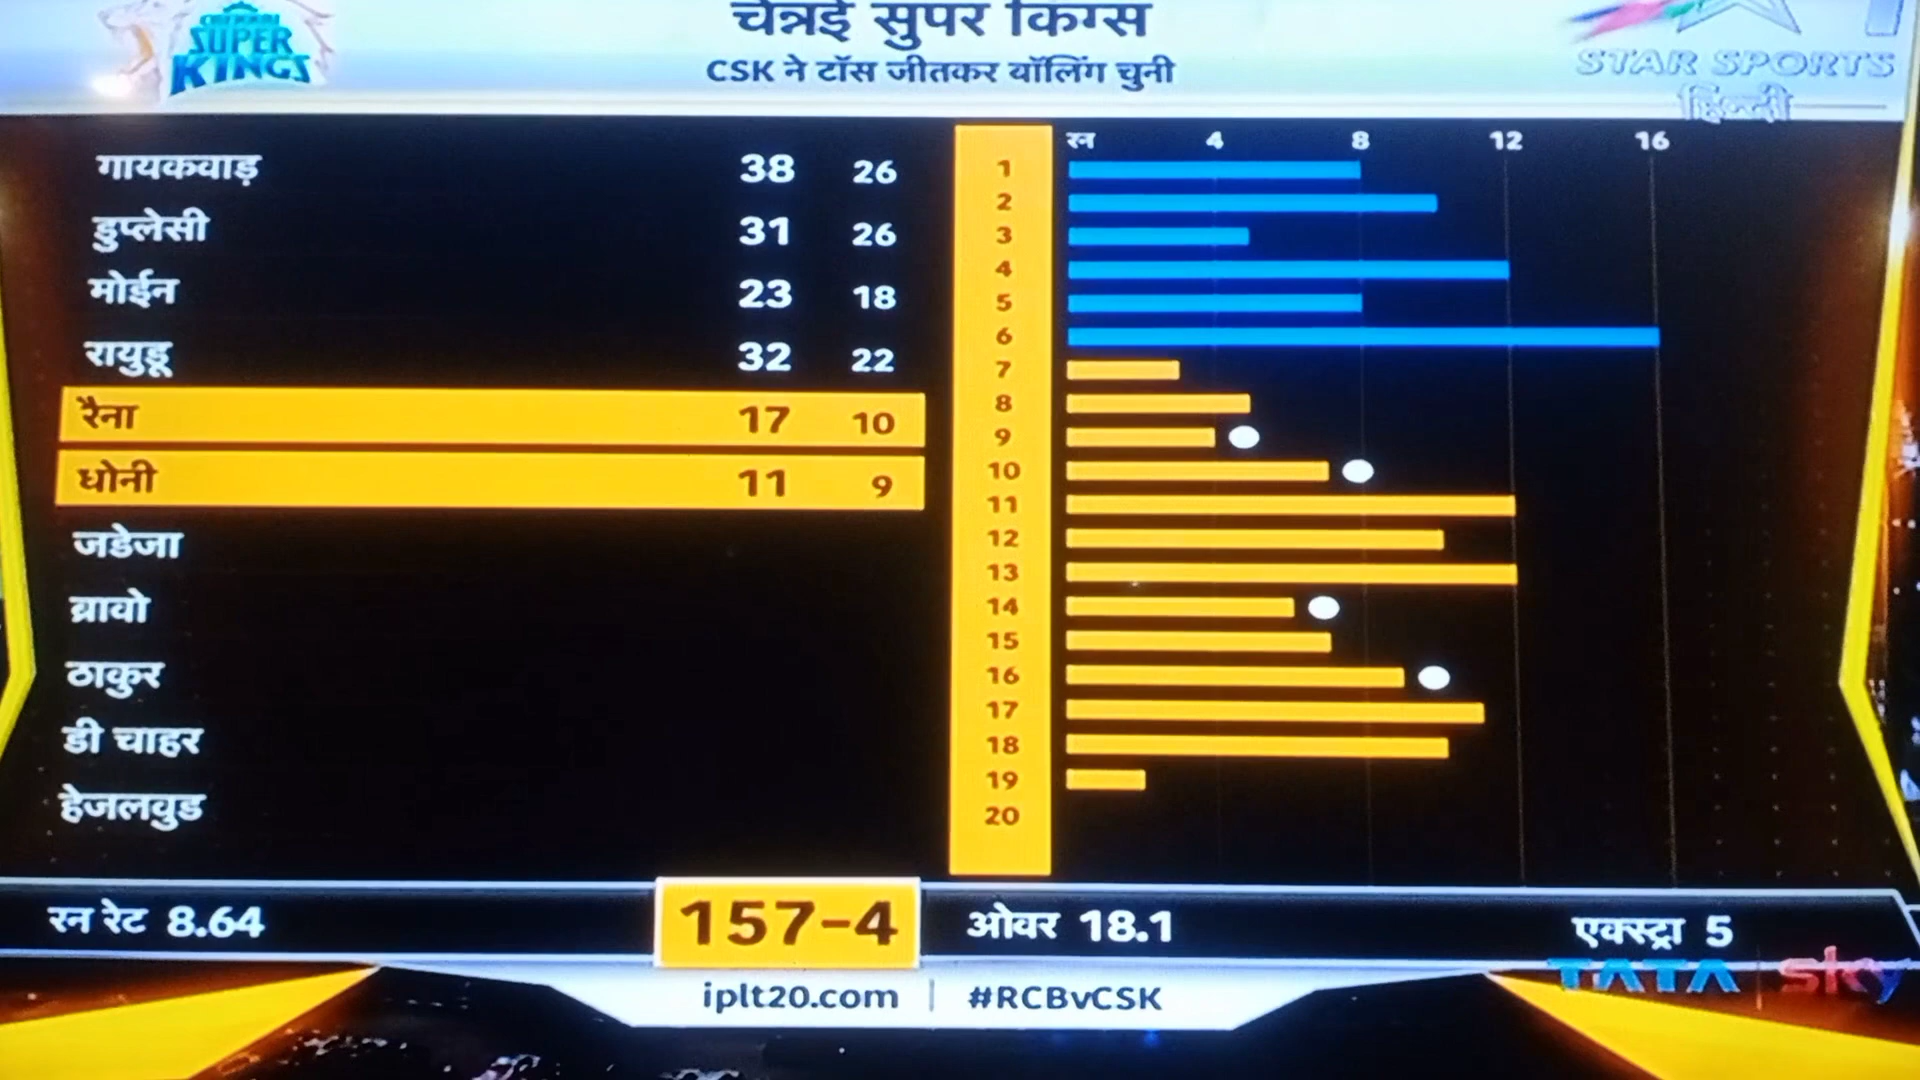 SUPER
KINGS
चेन्नई सुपर किंग्स
CSK ने टॉस जीतकर बॉलिंग चुनी
STAR SPORTS 1
हिन्दी
गायकवाड़ 38 26
डुप्लेसी 31 26
मोईन 23 18
रायुडू 32 22
रैना 17 10
धोनी 11 9
जडेजा
ब्रावो
ठाकुर
डी चाहर
हेजलवुड
रन 4 8 12 16
1
2
3
4
5
6
7
8
9
10
11
12
13
14
15
16
17
18
19
20
रन रेट 8.64 157-4 ओवर 18.1 एक्स्ट्रा 5
TATA sky
iplt20.com | #RCBvCSK